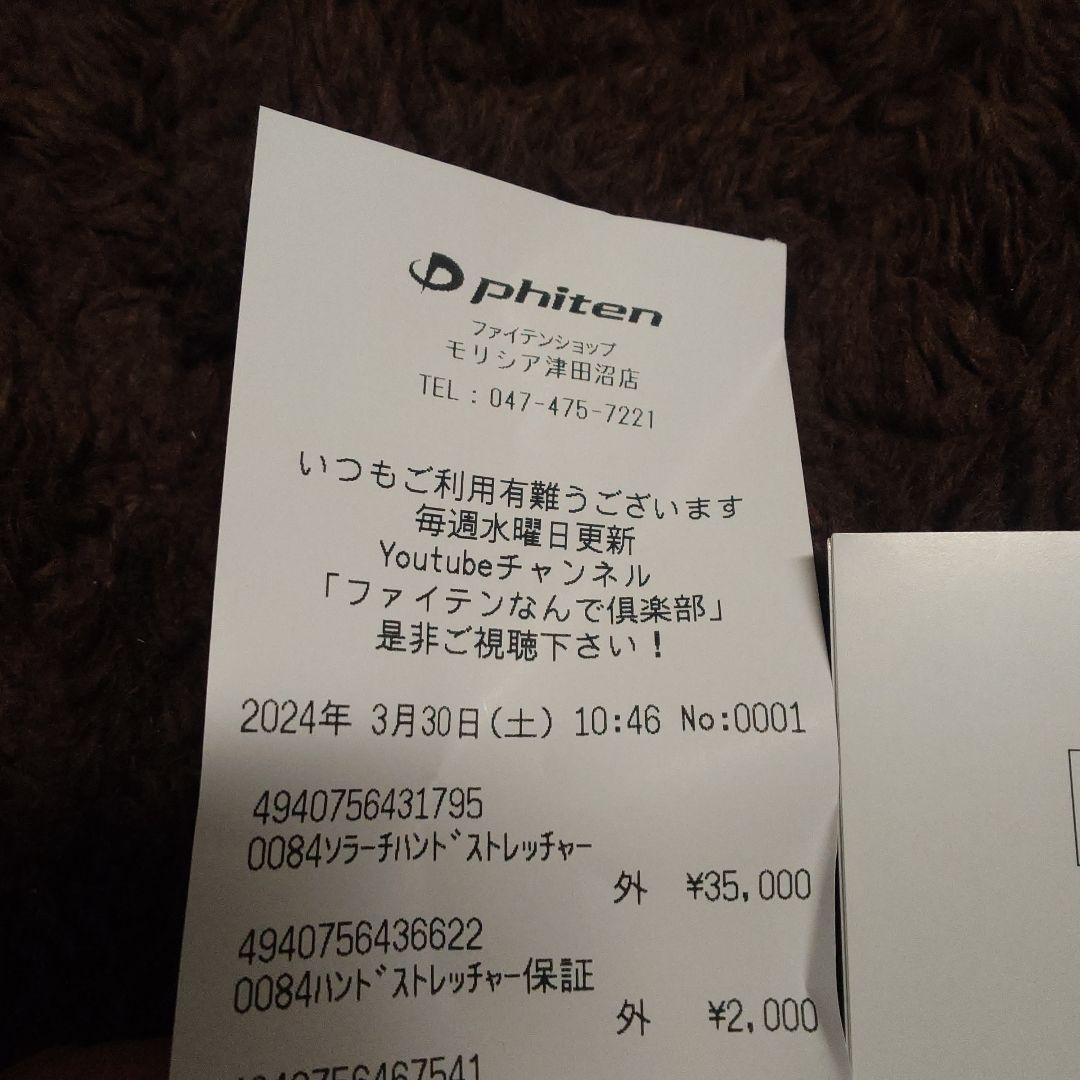 phiten
ファイテンショップ
モリシア津田沼店
TEL : 047-475-7221
いつもご利用有難うございます
毎週水曜日更新
Youtubeチャンネル
「ファイテンなんで倶楽部」
是非ご視聴下さい！
2024年 3月30日(土) 10:46 No:0001
4940756431795
0084ｿﾗｰﾁﾊﾝﾄﾞｽﾄﾚｯﾁｬｰ
外 ¥35,000
4940756436622
0084ﾊﾝﾄﾞｽﾄﾚｯﾁｬｰ保証
外 ¥2,000
4940756467541